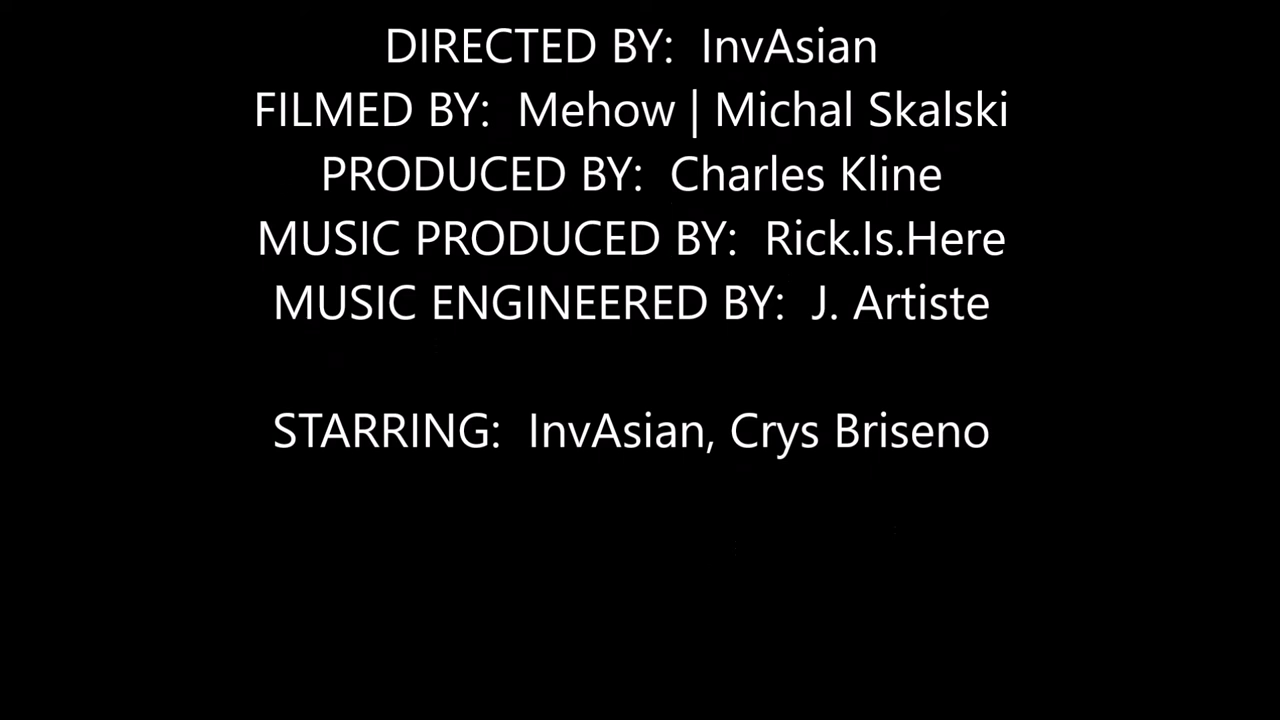 DIRECTED BY:  InvAsian
FILMED BY:  Mehow | Michal Skalski
PRODUCED BY:  Charles Kline
MUSIC PRODUCED BY:  Rick.Is.Here
MUSIC ENGINEERED BY:  J. Artiste
STARRING:  InvAsian, Crys Briseno